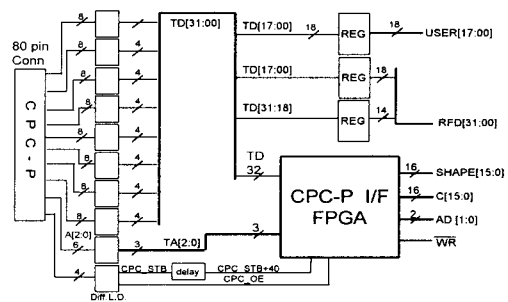 80 pin
Conn
CPC-P
8
8
8
8
8
8
8
8
A[2:0]
6
4
4
4
4
4
4
4
4
4
3
Diff L.D.
TD[31:00]
TA[2:0]
CPC_STB
delay
CPC_STB+40
CPC_OE
TD[17:00]
18
REG
18
USER[17:00]
TD[17:00]
REG
18
TD[31:18]
REG
14
RFD[31:00]
TD
32
3
CPC-P I/F
FPGA
16
SHAPE[15:0]
16
C[15:0]
2
AD [1:0]
WR